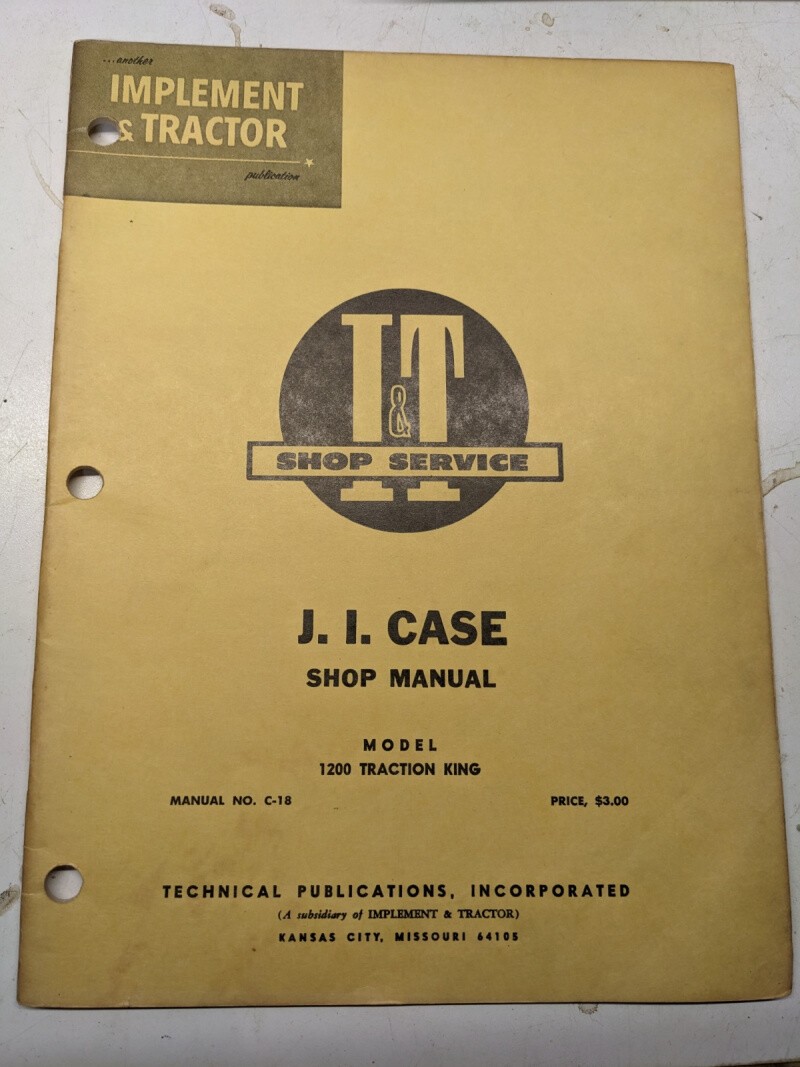 ...another
IMPLEMENT
& TRACTOR
publication
I&T
SHOP SERVICE
J. I. CASE
SHOP MANUAL
MODEL
1200 TRACTION KING
MANUAL NO. C-18
PRICE, $3.00
TECHNICAL PUBLICATIONS, INCORPORATED
(A subsidiary of IMPLEMENT & TRACTOR)
KANSAS CITY, MISSOURI 64105